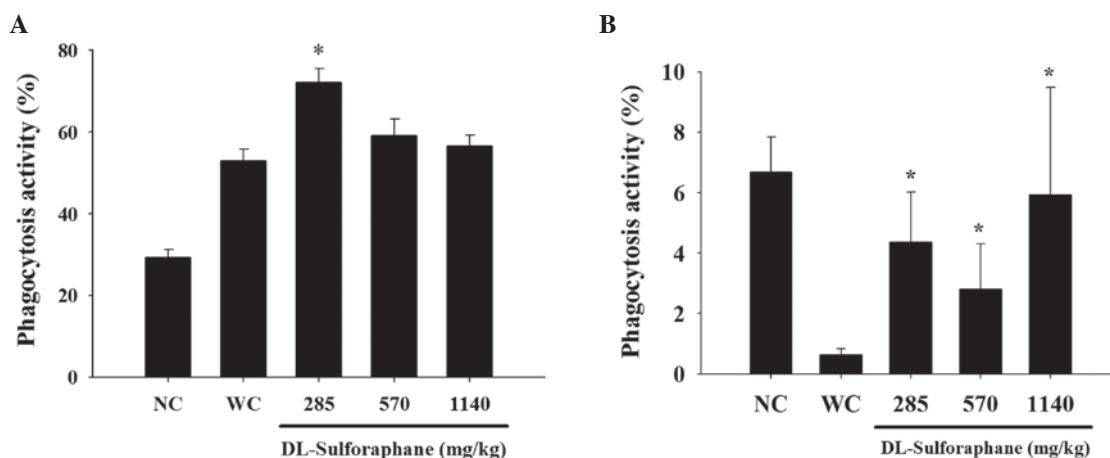 A
Phagocytosis activity (%)
80
60
40
20
0
*
NC WC 285 570 1140
DL-Sulforaphane (mg/kg)
B
Phagocytosis activity (%)
10
8
6
4
2
0
* * *
NC WC 285 570 1140
DL-Sulforaphane (mg/kg)